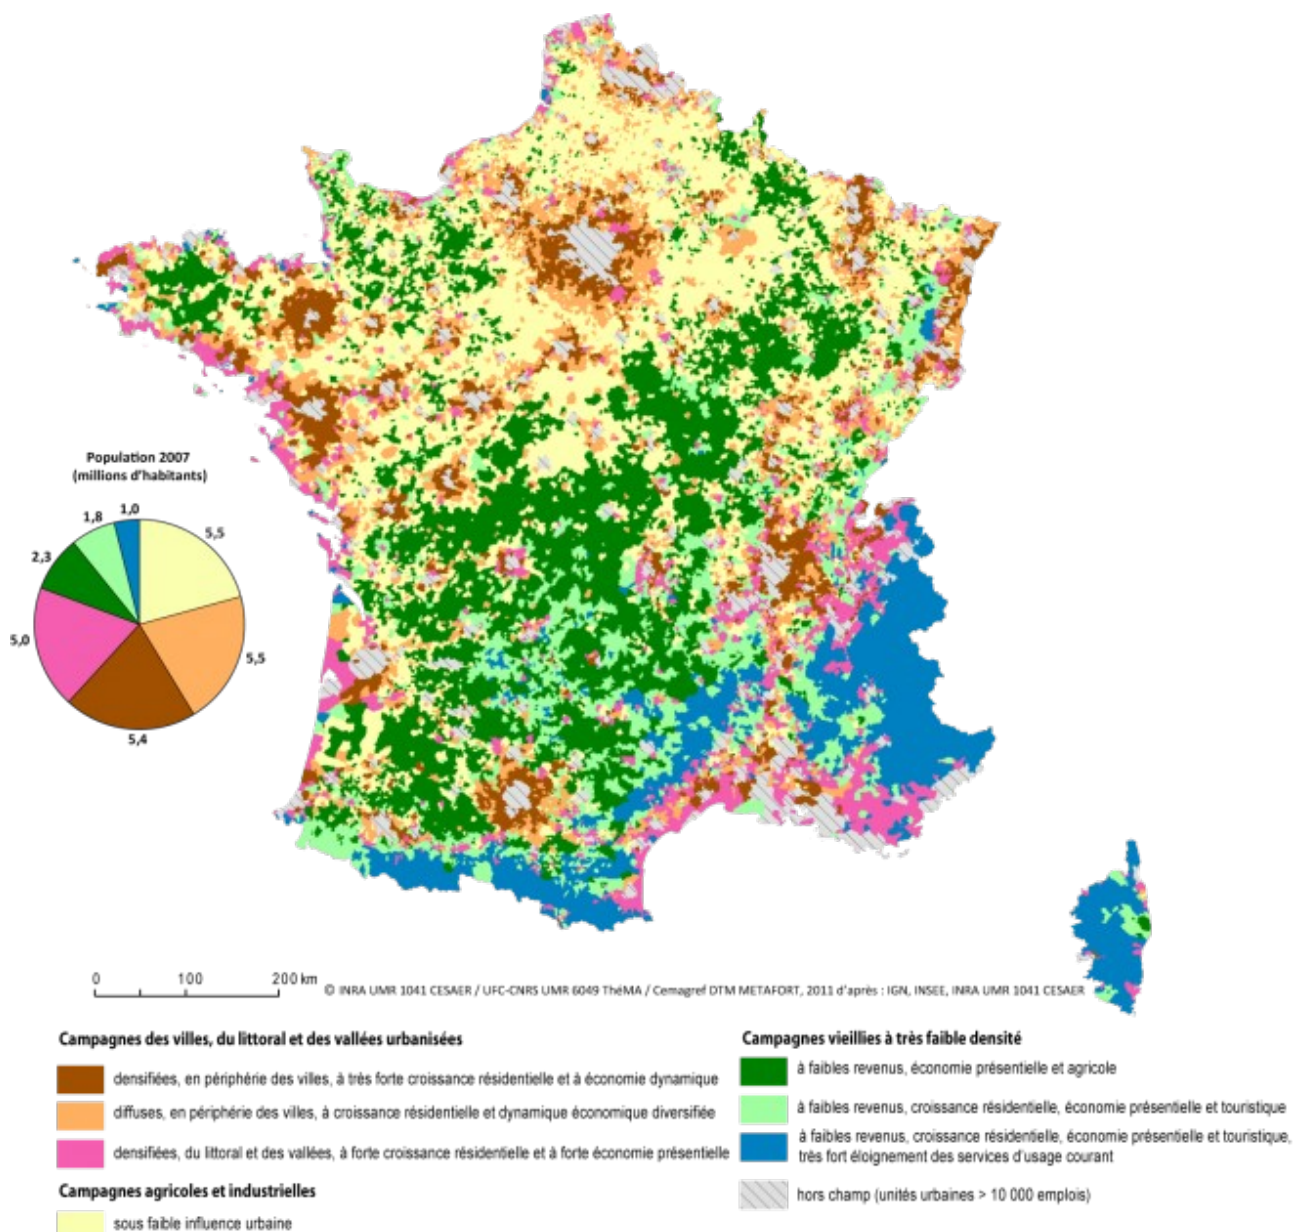 Population 2007
(millions d'habitants)
1,0
1,8
5,5
2,3
5,0
5,5
5,4
0 100 200 km
© INRA UMR 1041 CESAER / UFC-CNRS UMR 6049 ThéMA / Cemagref DTM METAFORT, 2011 d'après : IGN, INSEE, INRA UMR 1041 CESAER
Campagnes des villes, du littoral et des vallées urbanisées
densifiées, en périphérie des villes, à très forte croissance résidentielle et à économie dynamique
diffuses, en périphérie des villes, à croissance résidentielle et dynamique économique diversifiée
densifiées, du littoral et des vallées, à forte croissance résidentielle et à forte économie présentielle
Campagnes agricoles et industrielles
sous faible influence urbaine
Campagnes vieillies à très faible densité
à faibles revenus, économie présentielle et agricole
à faibles revenus, croissance résidentielle, économie présentielle et touristique
à faibles revenus, croissance résidentielle, économie présentielle et touristique,
très fort éloignement des services d'usage courant
hors champ (unités urbaines > 10 000 emplois)